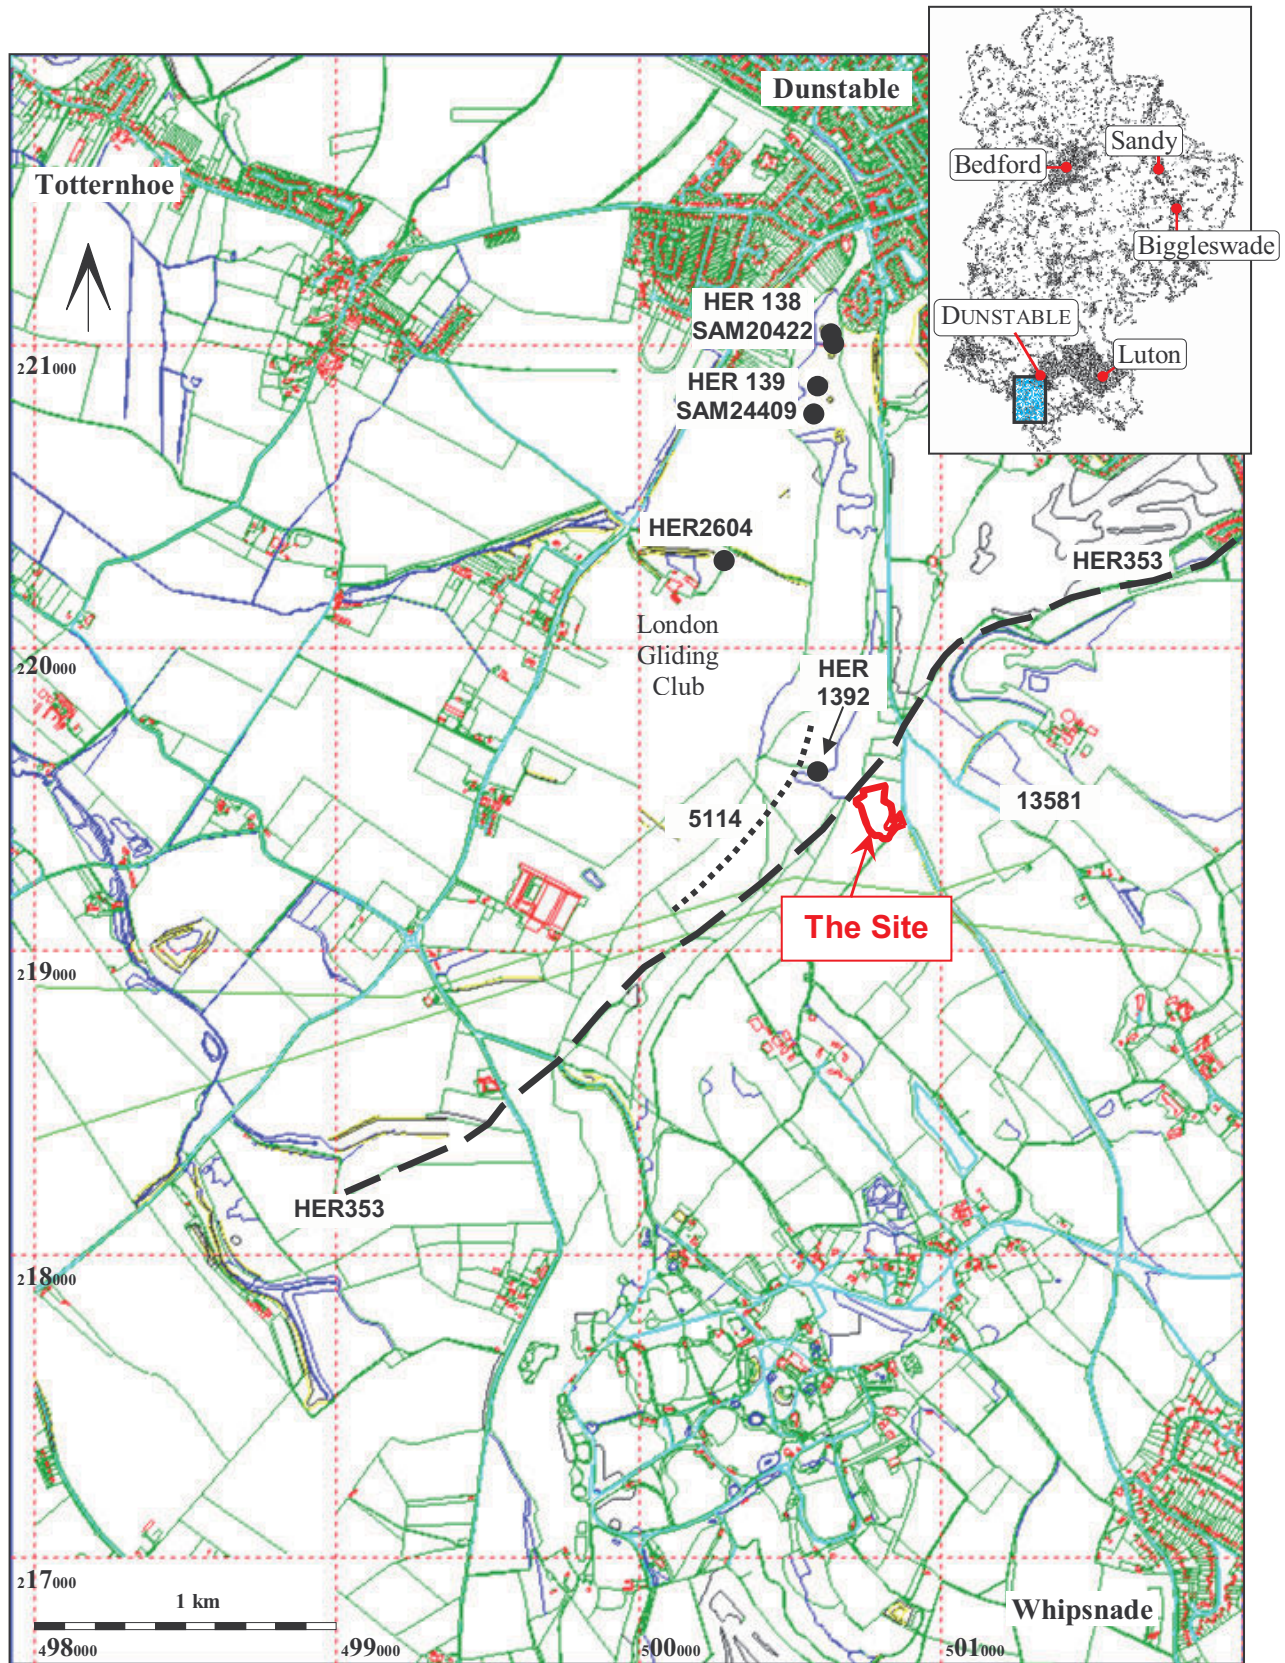 Dunstable
Sandy
Bedford
Totternhoe
Biggleswade
HER 138
SAM20422
DUNSTABLE
Luton
221000
HER 139
SAM24409
HER2604
HER353
London
Gliding
Club
220000
HER
1392
5114
13581
The Site
219000
HER353
218000
217000
1 km
Whipsnade
498000
499000
500000
501000